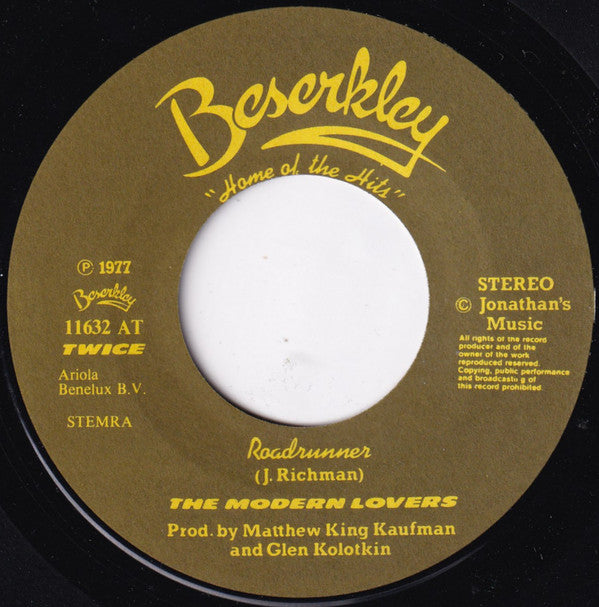 Beserkley
"Home of the Hits"
℗ 1977
Beserkley
11632 AT
TWICE
Ariola
Benelux B.V.
STEMRA
STEREO
© Jonathan's
Music
All rights of the record
producer and of the
owner of the work
reproduced reserved.
Copying, public performance
and broadcastu g of
this record prohibited.
Roadrunner
(J. Richman)
THE MODERN LOVERS
Prod. by Matthew King Kaufman
and Glen Kolotkin